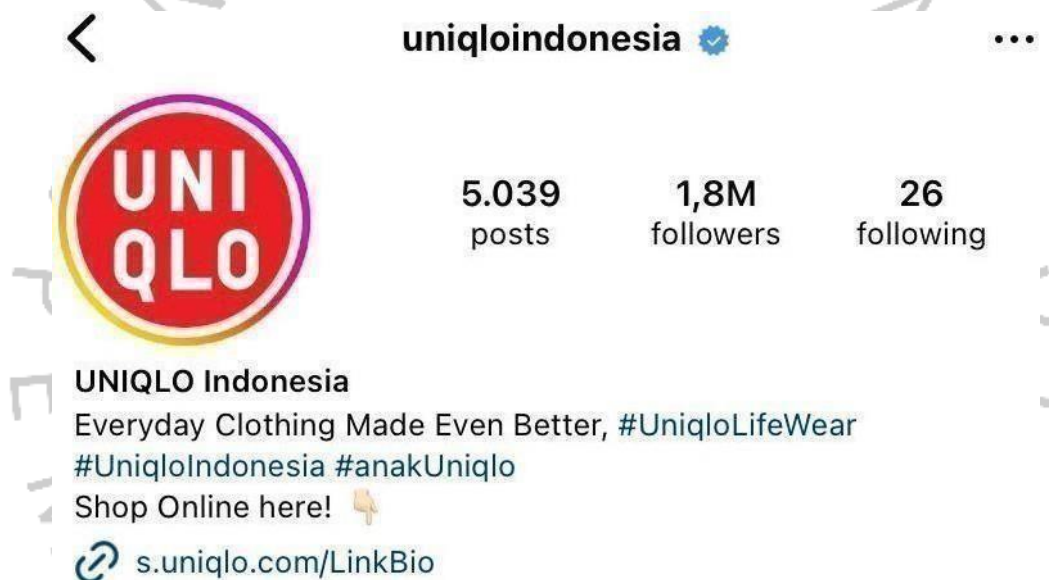 uniqloindonesia
UNI
QLO
5.039 1,8M 26
posts followers following
UNIQLO Indonesia
Everyday Clothing Made Even Better, #UniqloLifeWear
#UniqloIndonesia #anakUniqlo
Shop Online here! 👇🏻
s.uniqlo.com/LinkBio